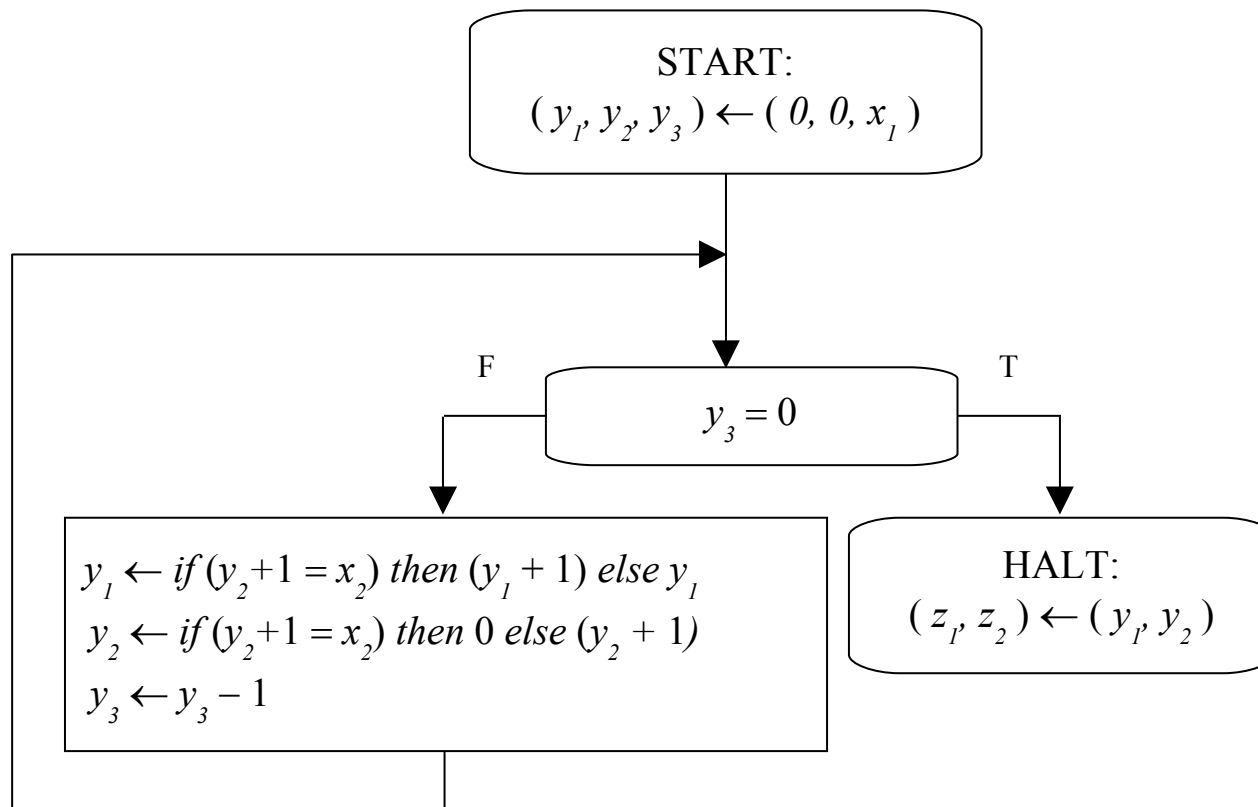 START:
( y₁, y₂, y₃ ) ← ( 0, 0, x₁ )
F
T
y₃ = 0
y₁ ← if (y₂+1 = x₂) then (y₁ + 1) else y₁
y₂ ← if (y₂+1 = x₂) then 0 else (y₂ + 1)
y₃ ← y₃ − 1
HALT:
( z₁, z₂ ) ← ( y₁, y₂ )